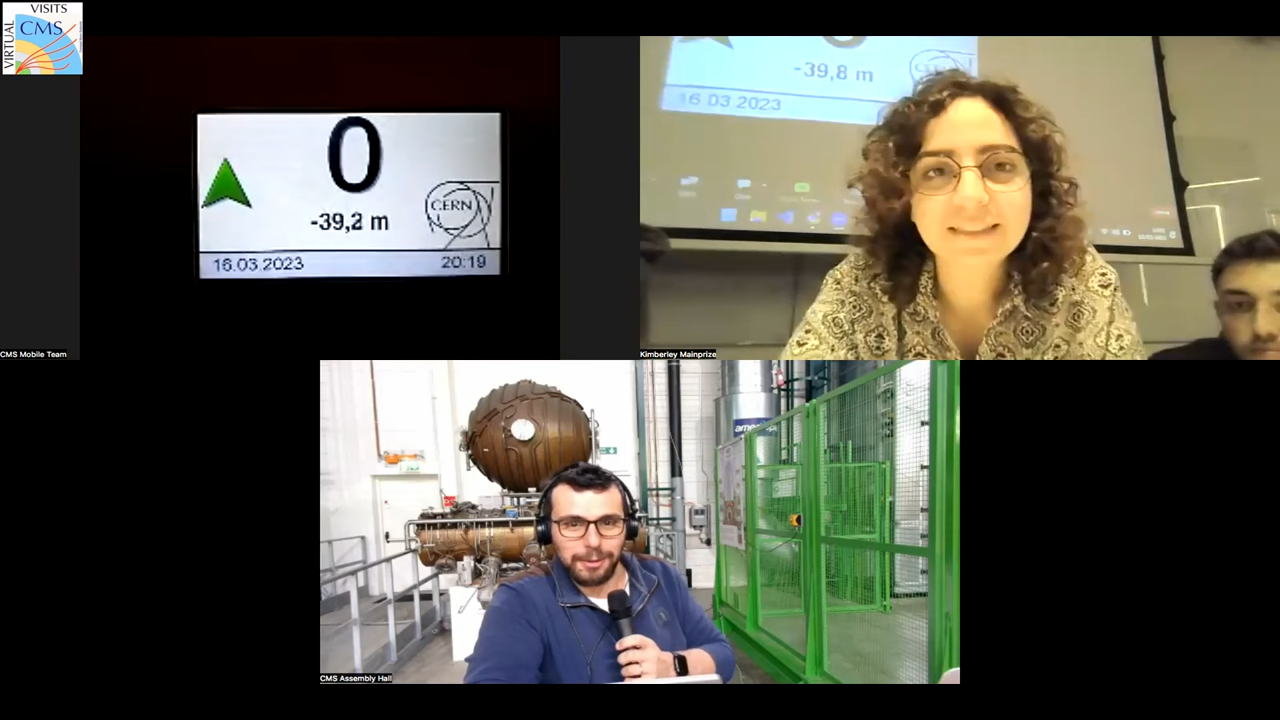 VISITS
CMS
VIRTUAL
0
-39,2 m
CERN
16.03.2023
20:19
CMS Mobile Team
-39,8 m
CERN
16 03 2023
Kimberley Mainprize
CMS Assembly Hall